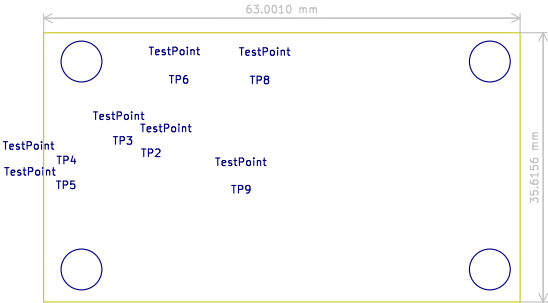 63.0010 mm
TestPoint
TestPoint
TP6
TP8
TestPoint
TestPoint
TP3
TP2
TestPoint
TP4
TestPoint
TP5
TestPoint
TP9
35.6156 mm